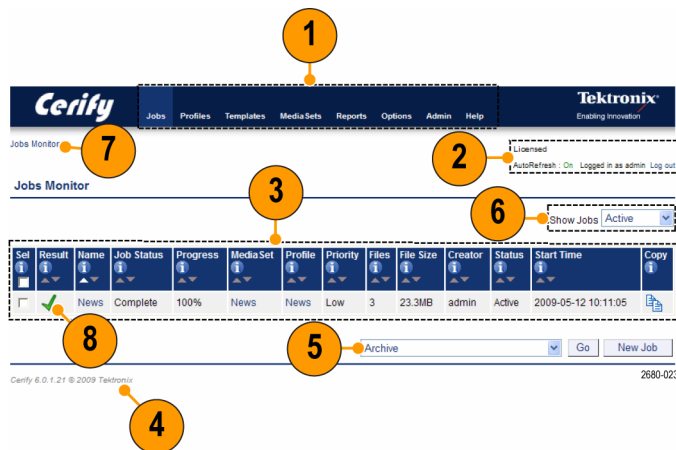 1
Cerify
Jobs Profiles Templates MediaSets Reports Options Admin Help
Tektronix
Enabling Innovation
Jobs Monitor
7
2
Licensed
AutoRefresh : On Logged in as admin Log out
Jobs Monitor
3
6
Show Jobs Active
Sel Result Name Job Status Progress MediaSet Profile Priority Files File Size Creator Status Start Time Copy
News Complete 100% News News Low 3 23.3MB admin Active 2009-05-12 10:11:05
8
5
Archive Go New Job
Cerify 6.0.1.21 © 2009 Tektronix
2680-023
4